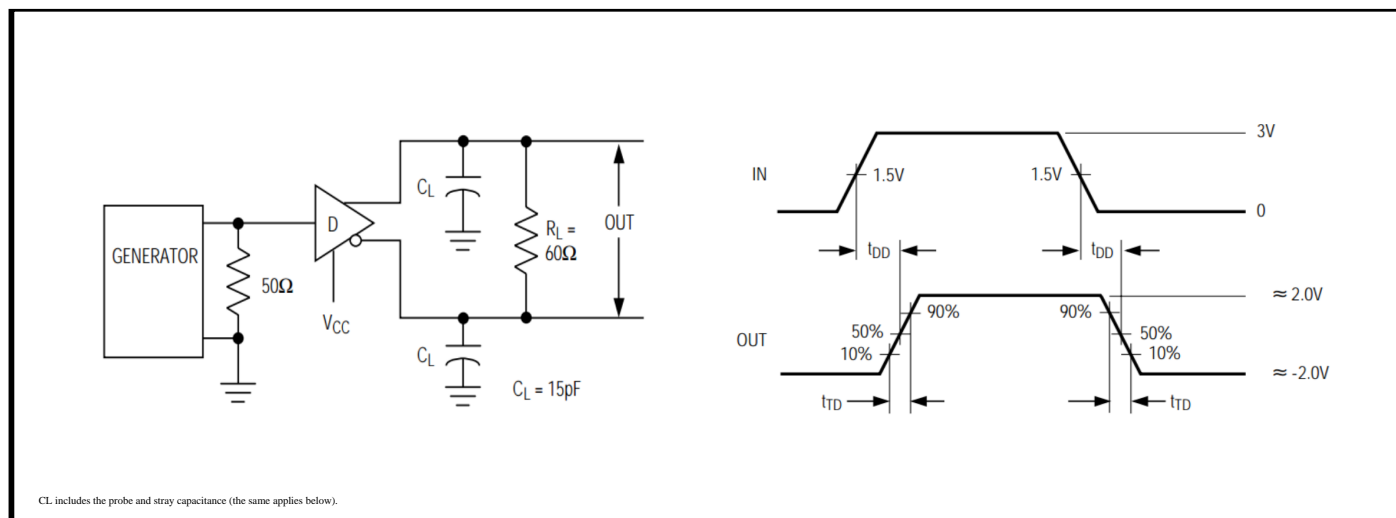 GENERATOR
50Ω
D
VCC
CL
CL
RL =
60Ω
OUT
CL = 15pF
IN
1.5V
1.5V
3V
0
tDD
tDD
OUT
90%
50%
10%
90%
50%
10%
≈ 2.0V
≈ -2.0V
tTD
tTD
CL includes the probe and stray capacitance (the same applies below).